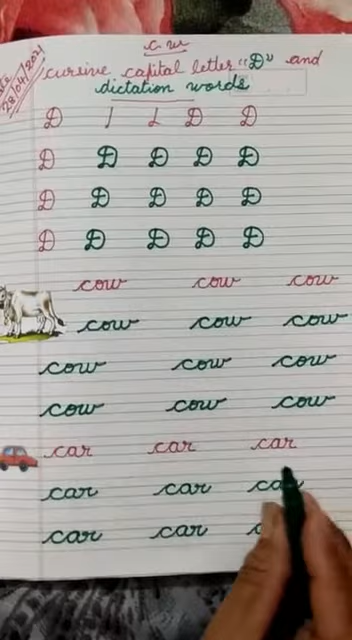 c.w
Date 28/04/2021
cursive capital letter "D" and
dictation words
D D D
D D D D D
D D D D D
D D D D D
cow cow cow
cow cow cow
cow cow cow
cow cow cow
car car car
car car
car car